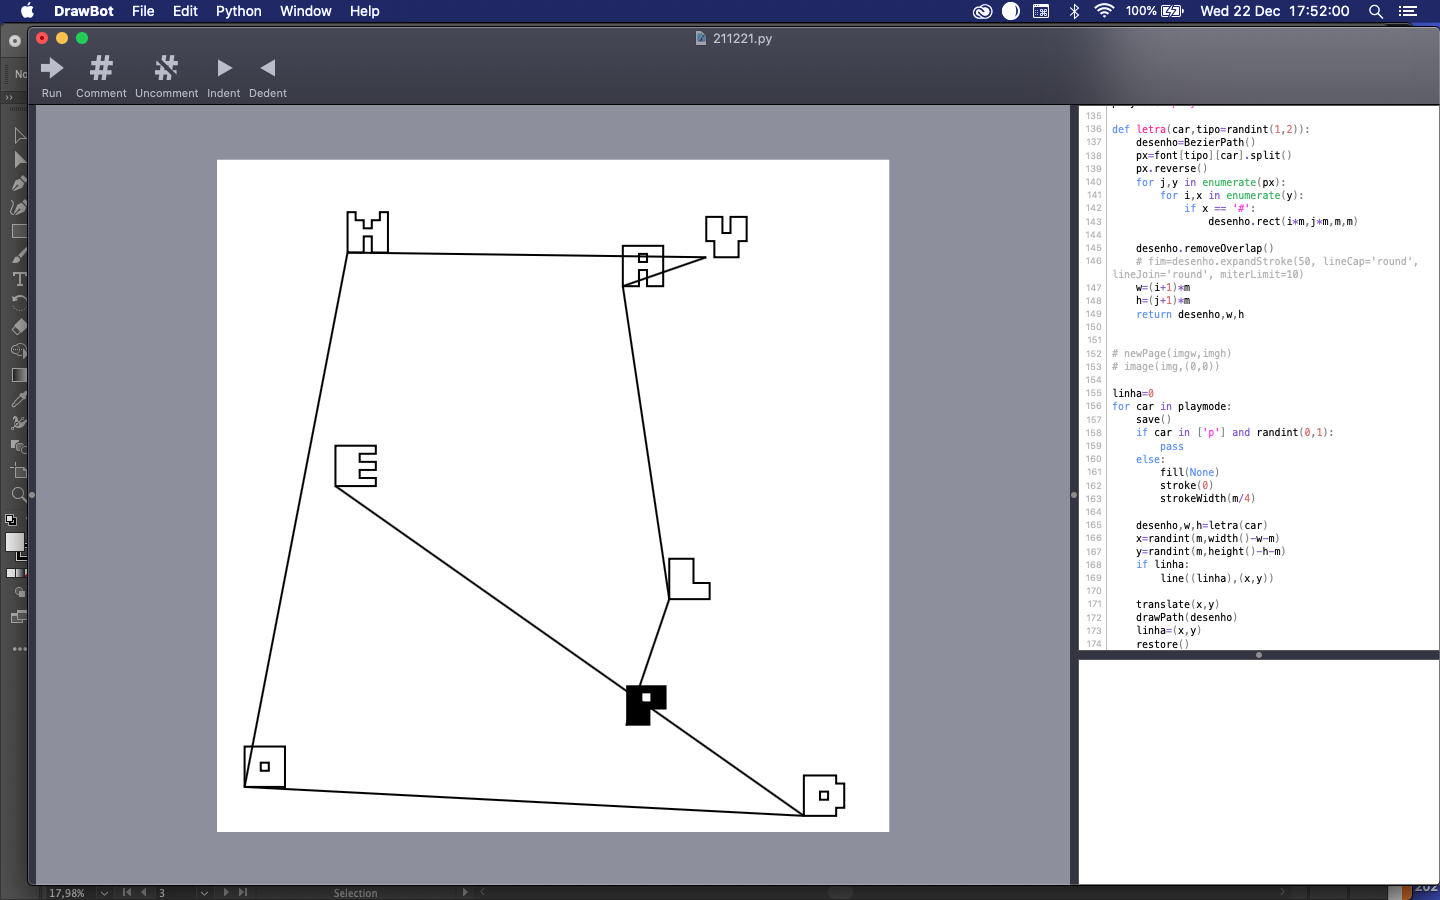 DrawBot File Edit Python Window Help 100% Wed 22 Dec 17:52:00
211221.py
Run Comment Uncomment Indent Dedent
M
Y
A
E
L
P
O
D
135
136 def letra(car,tipo=randint(1,2)):
137 desenho=BezierPath()
138 px=font[tipo][car].split()
139 px.reverse()
140 for j,y in enumerate(px):
141 for i,x in enumerate(y):
142 if x == '#':
143 desenho.rect(i*m,j*m,m,m)
144
145 desenho.removeOverlap()
146 # fim=desenho.expandStroke(50, lineCap='round',
lineJoin='round', miterLimit=10)
147 w=(i+1)*m
148 h=(j+1)*m
149 return desenho,w,h
150
151
152 # newPage(imgw,imgh)
153 # image(img,(0,0))
154
155 linha=0
156 for car in playmode:
157 save()
158 if car in ['p'] and randint(0,1):
159 pass
160 else:
161 fill(None)
162 stroke(0)
163 strokeWidth(m/4)
164
165 desenho,w,h=letra(car)
166 x=randint(m,width()-w-m)
167 y=randint(m,height()-h-m)
168 if linha:
169 line((linha),(x,y))
170
171 translate(x,y)
172 drawPath(desenho)
173 linha=(x,y)
174 restore()
17,98% 3 Selection